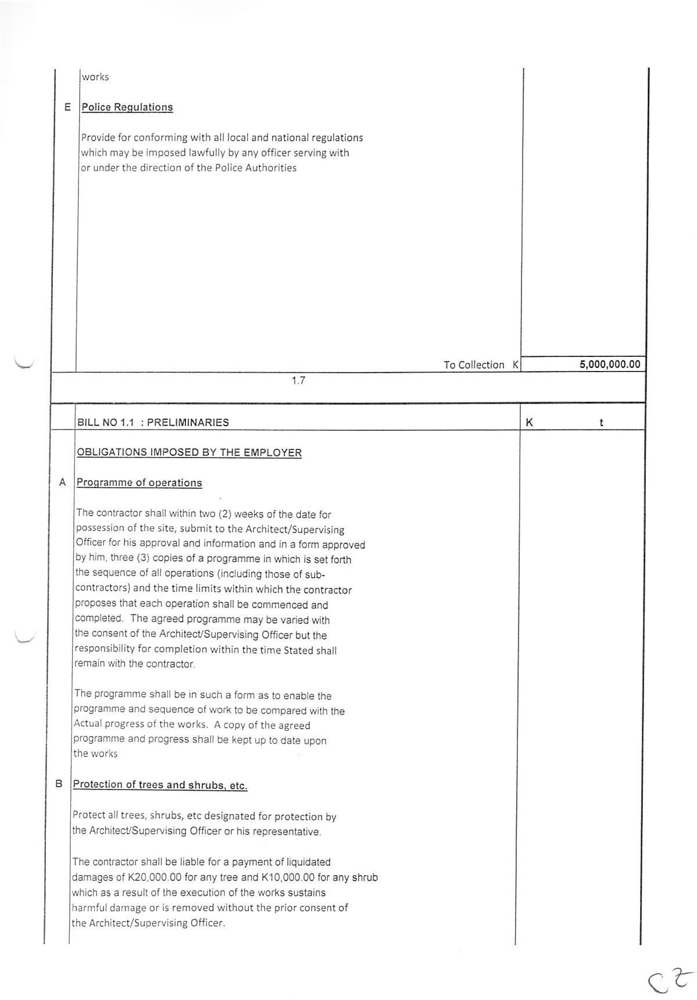 works
E Police Regulations
Provide for conforming with all local and national regulations
which may be imposed lawfully by any officer serving with
or under the direction of the Police Authorities
To Collection K 5,000,000.00
1.7
BILL NO 1.1 : PRELIMINARIES K t
OBLIGATIONS IMPOSED BY THE EMPLOYER
A Programme of operations
The contractor shall within two (2) weeks of the date for
possession of the site, submit to the Architect/Supervising
Officer for his approval and information and in a form approved
by him, three (3) copies of a programme in which is set forth
the sequence of all operations (including those of sub-
contractors) and the time limits within which the contractor
proposes that each operation shall be commenced and
completed. The agreed programme may be varied with
the consent of the Architect/Supervising Officer but the
responsibility for completion within the time Stated shall
remain with the contractor.
The programme shall be in such a form as to enable the
programme and sequence of work to be compared with the
Actual progress of the works. A copy of the agreed
programme and progress shall be kept up to date upon
the works
B Protection of trees and shrubs, etc.
Protect all trees, shrubs, etc designated for protection by
the Architect/Supervising Officer or his representative.
The contractor shall be liable for a payment of liquidated
damages of K20,000.00 for any tree and K10,000.00 for any shrub
which as a result of the execution of the works sustains
harmful damage or is removed without the prior consent of
the Architect/Supervising Officer.